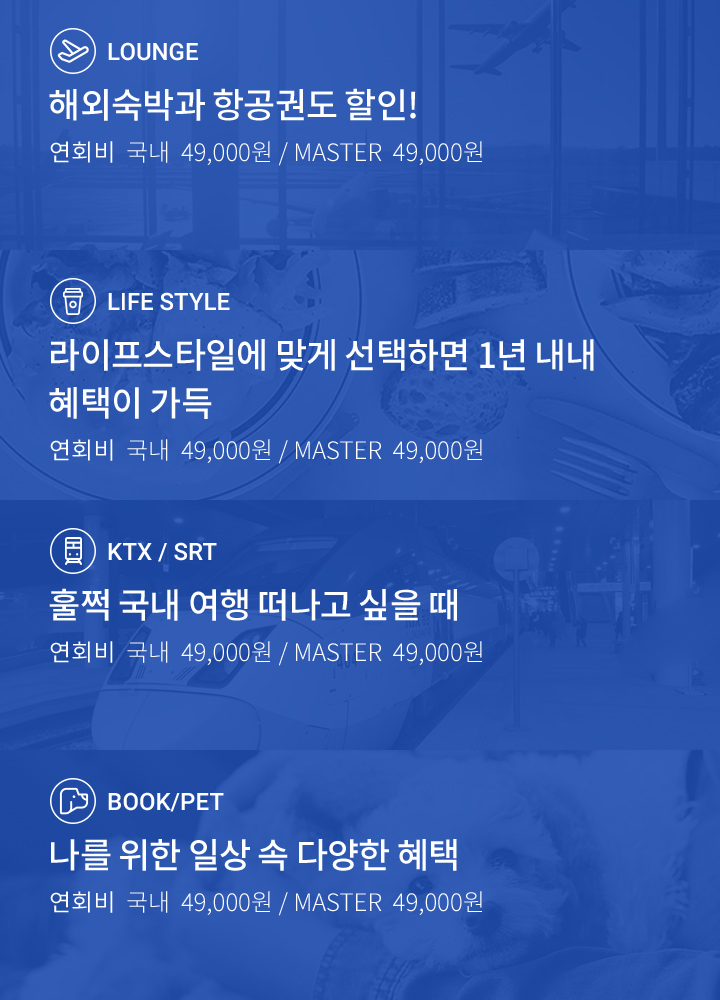 LOUNGE
해외숙박과 항공권도 할인!
연회비 국내 49,000원 / MASTER 49,000원
LIFE STYLE
라이프스타일에 맞게 선택하면 1년 내내
혜택이 가득
연회비 국내 49,000원 / MASTER 49,000원
KTX / SRT
훌쩍 국내 여행 떠나고 싶을 때
연회비 국내 49,000원 / MASTER 49,000원
BOOK/PET
나를 위한 일상 속 다양한 혜택
연회비 국내 49,000원 / MASTER 49,000원